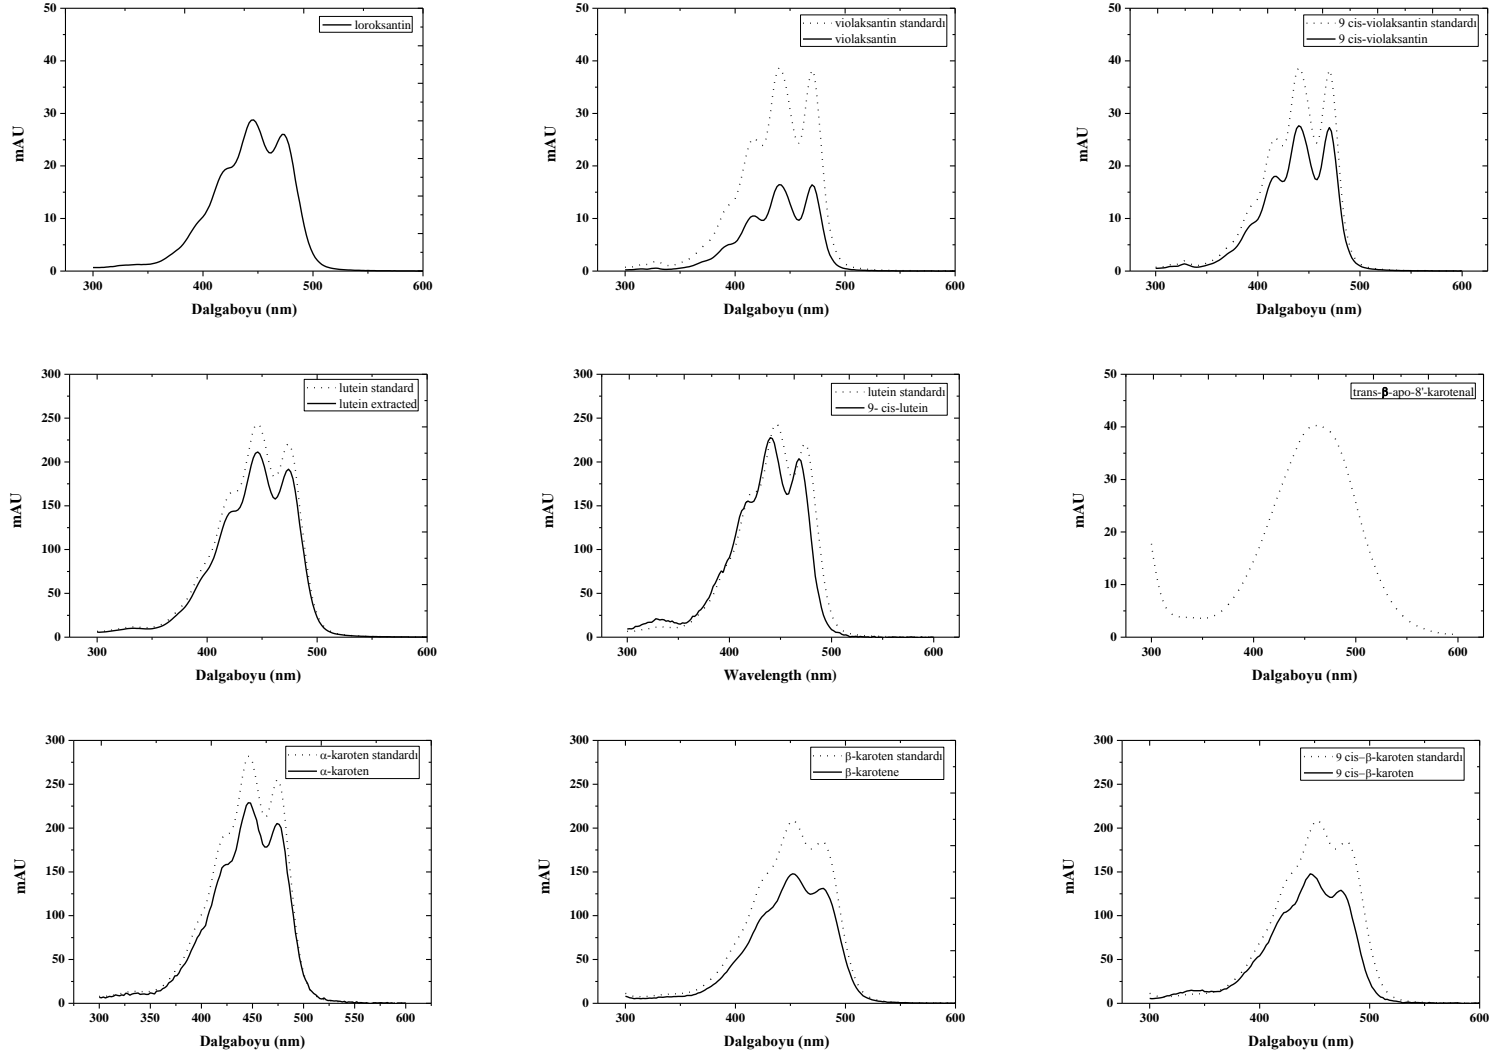 50
40
30
20
10
0
mAU
loroksantin
300 400 500 600
Dalgaboyu (nm)
50
40
30
20
10
0
mAU
violaksantin standardı
violaksantin
300 400 500 600
Dalgaboyu (nm)
50
40
30
20
10
0
mAU
9 cis-violaksantin standardı
9 cis-violaksantin
300 400 500 600
Dalgaboyu (nm)
300
250
200
150
100
50
0
mAU
lutein standard
lutein extracted
300 400 500 600
Dalgaboyu (nm)
300
250
200
150
100
50
0
mAU
lutein standardı
9- cis-lutein
300 400 500 600
Wavelength (nm)
50
40
30
20
10
0
mAU
trans-β-apo-8'-karotenal
300 400 500 600
Dalgaboyu (nm)
300
250
200
150
100
50
0
mAU
α-karoten standardı
α-karoten
300 350 400 450 500 550 600
Dalgaboyu (nm)
300
250
200
150
100
50
0
mAU
β-karoten standardı
β-karotene
300 400 500 600
Dalgaboyu (nm)
300
250
200
150
100
50
0
mAU
9 cis–β-karoten standardı
9 cis–β-karoten
300 400 500 600
Dalgaboyu (nm)